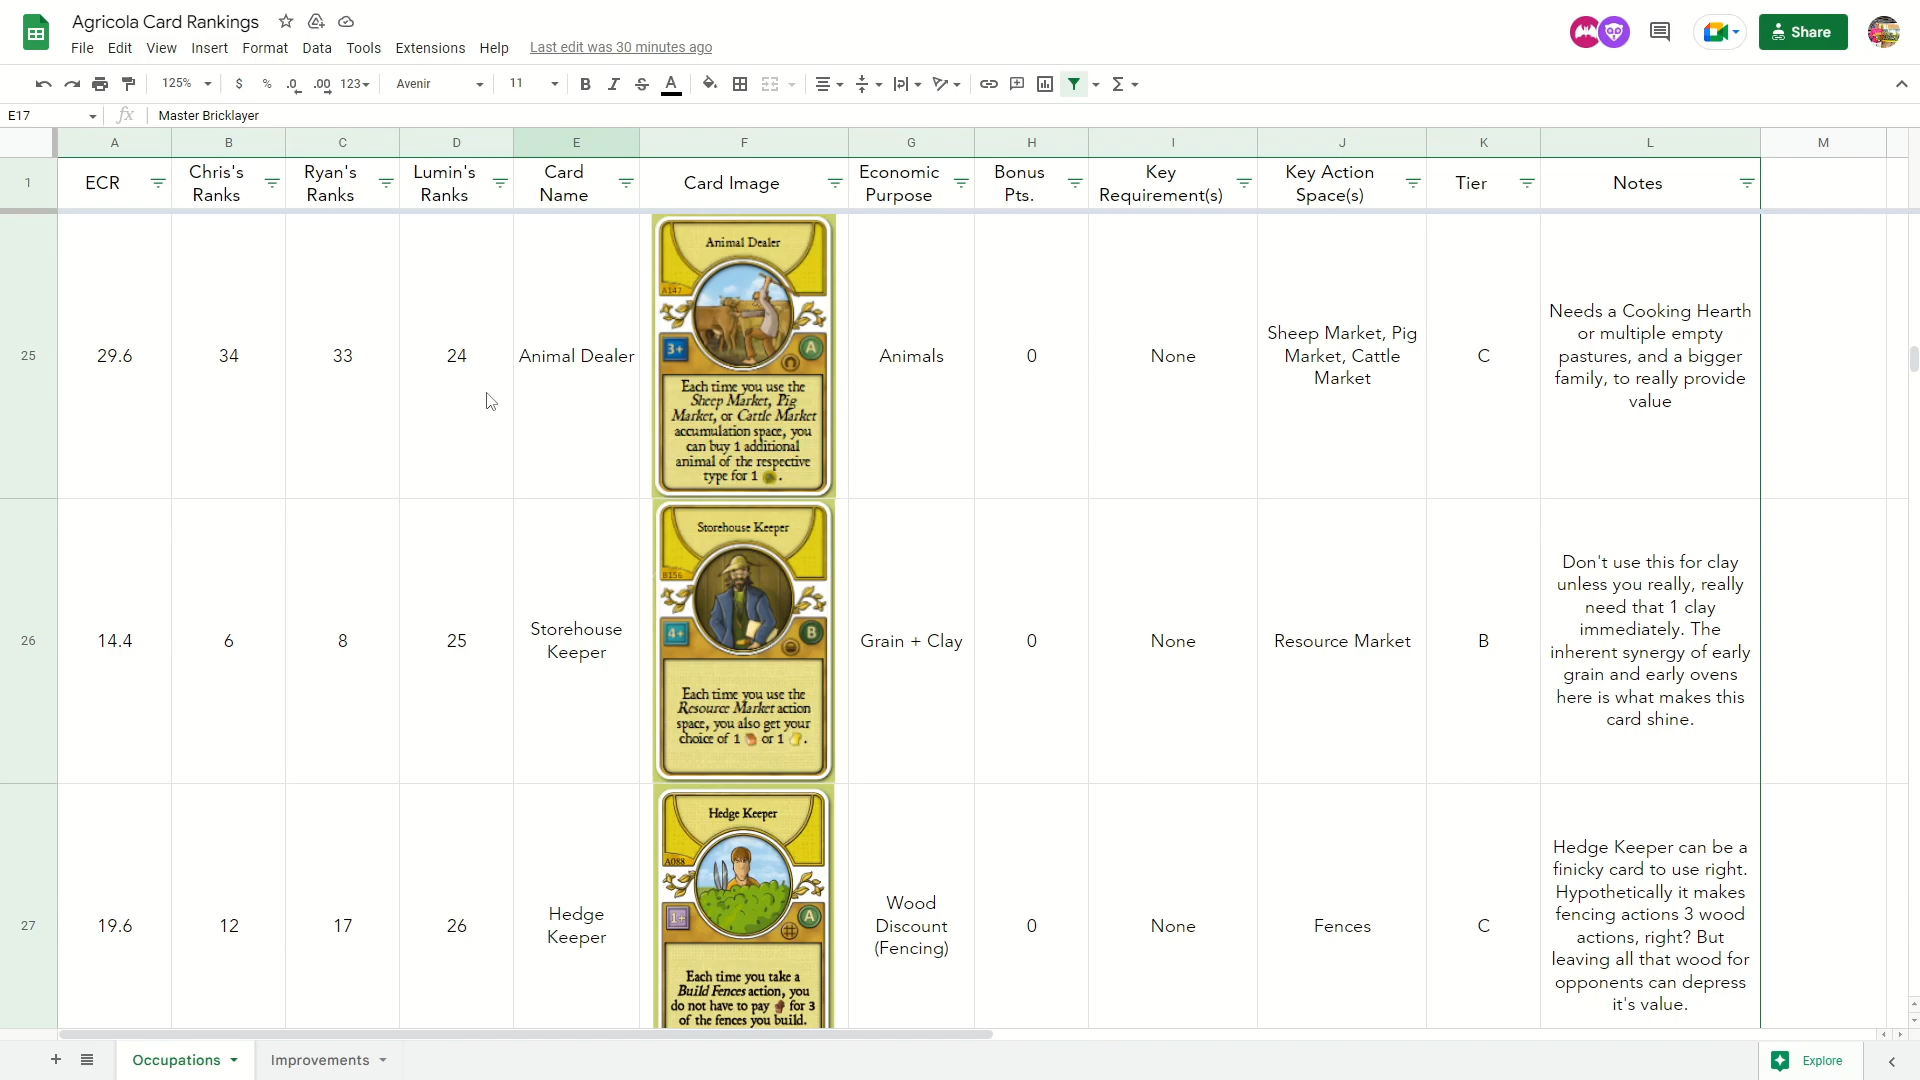 Agricola Card Rankings
File Edit View Insert Format Data Tools Extensions Help Last edit was 30 minutes ago
Share
125% $ % .0 .00 123 Avenir 11 B I S A
E17 fx Master Bricklayer
A B C D E F G H I J K L M
1
ECR
Chris's
Ranks
Ryan's
Ranks
Lumin's
Ranks
Card
Name
Card Image
Economic
Purpose
Bonus
Pts.
Key
Requirement(s)
Key Action
Space(s)
Tier
Notes
25
29.6
34
33
24
Animal Dealer
Animal Dealer
A147
3+
A
Each time you use the
Sheep Market, Pig
Market, or Cattle Market
accumulation space, you
can buy 1 additional
animal of the respective
type for 1 .
Animals
0
None
Sheep Market, Pig
Market, Cattle
Market
C
Needs a Cooking Hearth
or multiple empty
pastures, and a bigger
family, to really provide
value
26
14.4
6
8
25
Storehouse
Keeper
Storehouse Keeper
B156
4+
B
Each time you use the
Resource Market action
space, you also get your
choice of 1 or 1 .
Grain + Clay
0
None
Resource Market
B
Don't use this for clay
unless you really, really
need that 1 clay
immediately. The
inherent synergy of early
grain and early ovens
here is what makes this
card shine.
27
19.6
12
17
26
Hedge
Keeper
Hedge Keeper
A088
1+
A
Each time you take a
Build Fences action, you
do not have to pay for 3
of the fences you build.
Wood
Discount
(Fencing)
0
None
Fences
C
Hedge Keeper can be a
finicky card to use right.
Hypothetically it makes
fencing actions 3 wood
actions, right? But
leaving all that wood for
opponents can depress
it's value.
Occupations Improvements
Explore